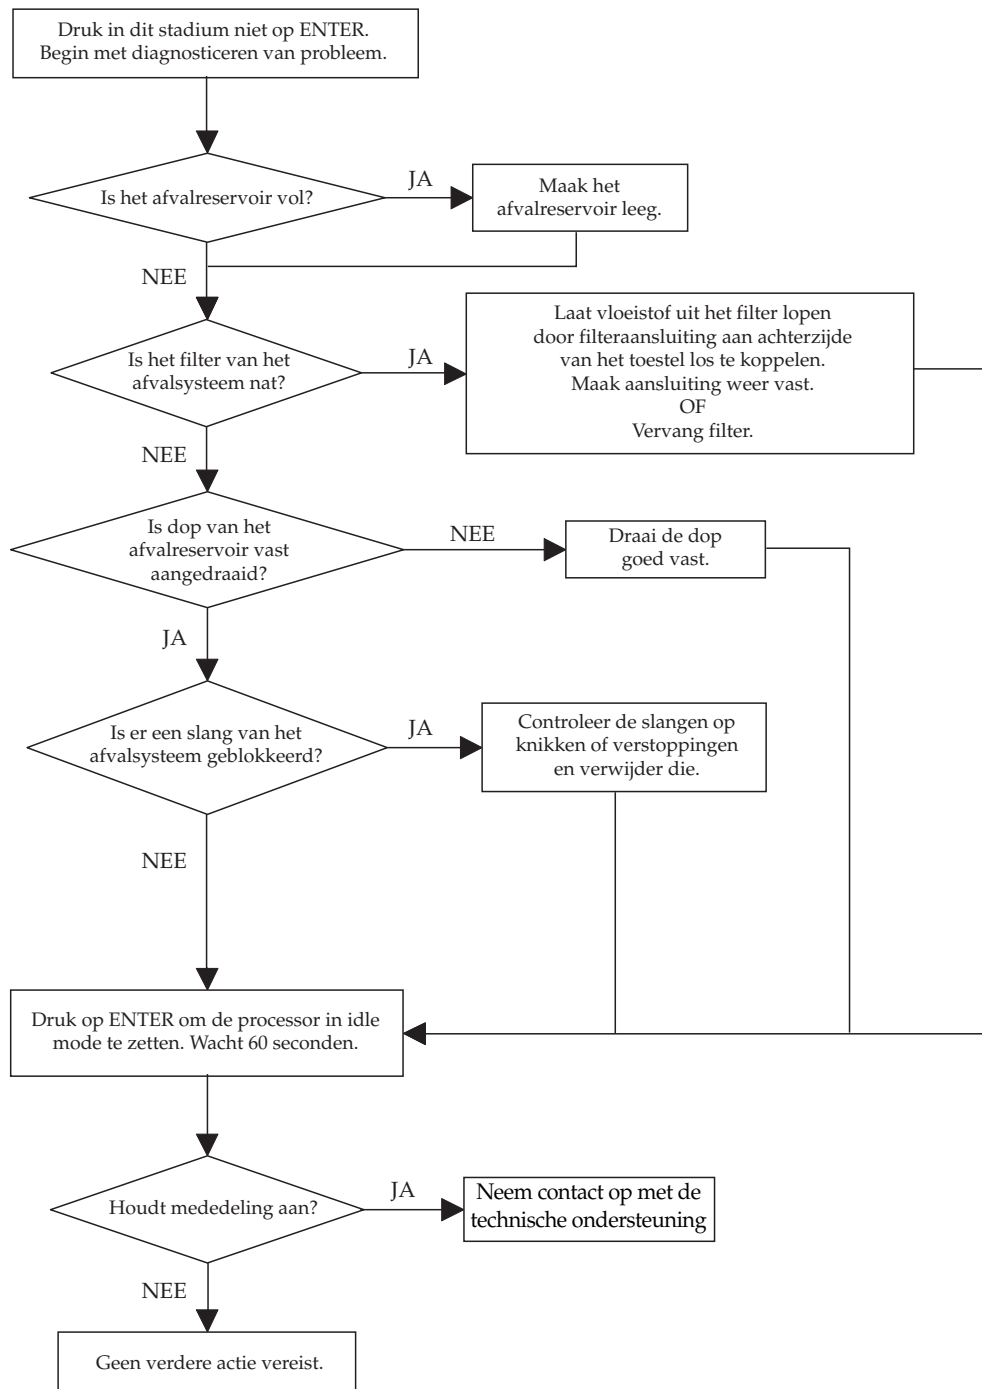 Druk in dit stadium niet op ENTER.
Begin met diagnosticeren van probleem.
Is het afvalreservoir vol?
JA
Maak het
afvalreservoir leeg.
NEE
Is het filter van het
afvalsysteem nat?
JA
Laat vloeistof uit het filter lopen
door filteraansluiting aan achterzijde
van het toestel los te koppelen.
Maak aansluiting weer vast.
OF
Vervang filter.
NEE
Is dop van het
afvalreservoir vast
aangedraaid?
NEE
Draai de dop
goed vast.
JA
Is er een slang van het
afvalsysteem geblokkeerd?
JA
Controleer de slangen op
knikken of verstoppingen
en verwijder die.
NEE
Druk op ENTER om de processor in idle
mode te zetten. Wacht 60 seconden.
Houdt mededeling aan?
JA
Neem contact op met de
technische ondersteuning
NEE
Geen verdere actie vereist.